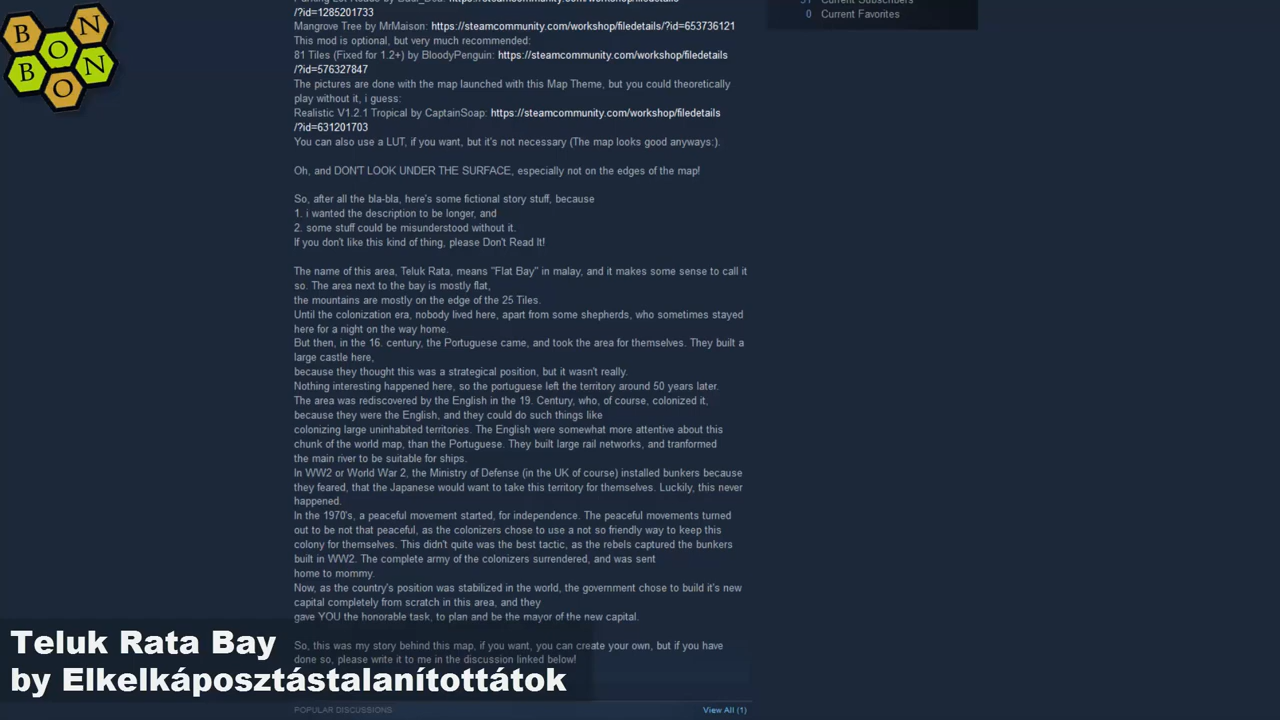 BON
BON
Current Subscribers
0 Current Favorites
/?id=1285201733
Mangrove Tree by MrMaison: https://steamcommunity.com/workshop/filedetails/?id=653736121
This mod is optional, but very much recommended:
81 Tiles (Fixed for 1.2+) by BloodyPenguin: https://steamcommunity.com/workshop/filedetails
/?id=576327847
The pictures are done with the map launched with this Map Theme, but you could theoretically
play without it, i guess:
Realistic V1.2.1 Tropical by CaptainSoap: https://steamcommunity.com/workshop/filedetails
/?id=631201703
You can also use a LUT, if you want, but it's not necessary (The map looks good anyways:).
Oh, and DON'T LOOK UNDER THE SURFACE, especially not on the edges of the map!
So, after all the bla-bla, here's some fictional story stuff, because
1. i wanted the description to be longer, and
2. some stuff could be misunderstood without it.
If you don't like this kind of thing, please Don't Read It!
The name of this area, Teluk Rata, means "Flat Bay" in malay, and it makes some sense to call it
so. The area next to the bay is mostly flat,
the mountains are mostly on the edge of the 25 Tiles.
Until the colonization era, nobody lived here, apart from some shepherds, who sometimes stayed
here for a night on the way home.
But then, in the 16. century, the Portuguese came, and took the area for themselves. They built a
large castle here,
because they thought this was a strategical position, but it wasn't really.
Nothing interesting happened here, so the portuguese left the territory around 50 years later.
The area was rediscovered by the English in the 19. Century, who, of course, colonized it,
because they were the English, and they could do such things like
colonizing large uninhabited territories. The English were somewhat more attentive about this
chunk of the world map, than the Portuguese. They built large rail networks, and tranformed
the main river to be suitable for ships.
In WW2 or World War 2, the Ministry of Defense (in the UK of course) installed bunkers because
they feared, that the Japanese would want to take this territory for themselves. Luckily, this never
happened.
In the 1970's, a peaceful movement started, for independence. The peaceful movements turned
out to be not that peaceful, as the colonizers chose to use a not so friendly way to keep this
colony for themselves. This didn't quite was the best tactic, as the rebels captured the bunkers
built in WW2. The complete army of the colonizers surrendered, and was sent
home to mommy.
Now, as the country's position was stabilized in the world, the government chose to build it's new
capital completely from scratch in this area, and they
gave YOU the honorable task, to plan and be the mayor of the new capital.
So, this was my story behind this map, if you want, you can create your own, but if you have
done so, please write it to me in the discussion linked below!
POPULAR DISCUSSIONS View All (1)
Teluk Rata Bay
by Elkelkáposztástalanítottátok